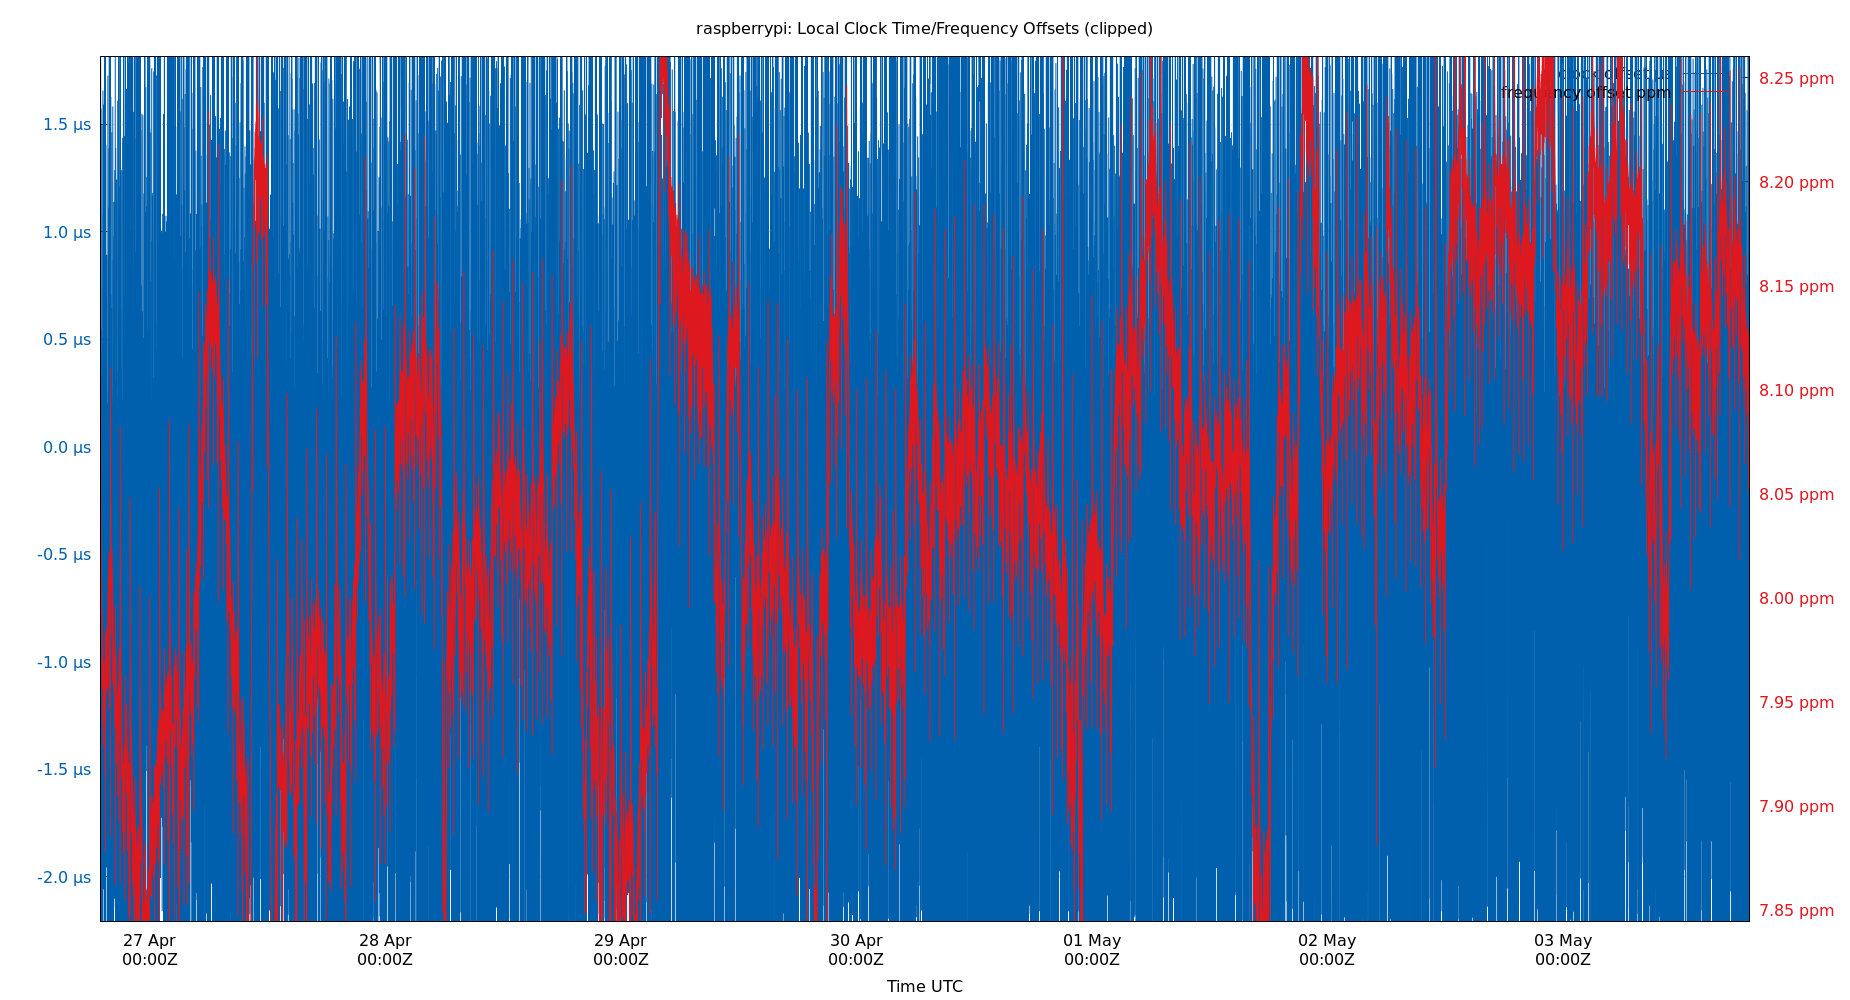 raspberrypi: Local Clock Time/Frequency Offsets (clipped)
clock offset μs
frequency offset ppm
1.5 μs
1.0 μs
0.5 μs
0.0 μs
-0.5 μs
-1.0 μs
-1.5 μs
-2.0 μs
8.25 ppm
8.20 ppm
8.15 ppm
8.10 ppm
8.05 ppm
8.00 ppm
7.95 ppm
7.90 ppm
7.85 ppm
27 Apr 28 Apr 29 Apr 30 Apr 01 May 02 May 03 May
00:00Z 00:00Z 00:00Z 00:00Z 00:00Z 00:00Z 00:00Z
Time UTC